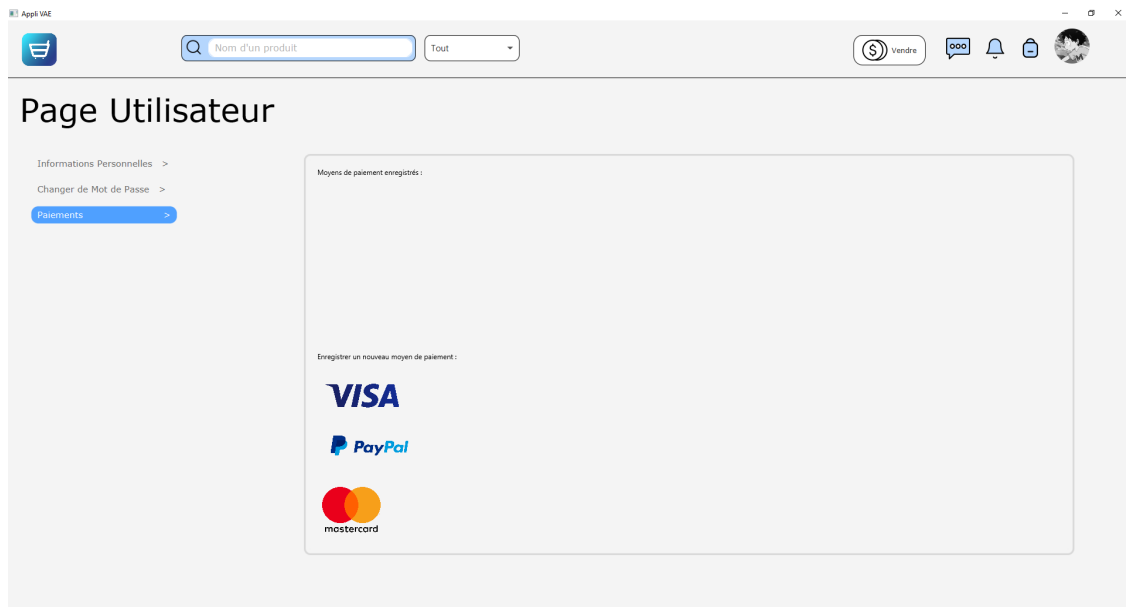 Appli VAE
Nom d'un produit
Tout
Vendre
Page Utilisateur
Informations Personnelles >
Changer de Mot de Passe >
Paiements >
Moyens de paiement enregistrés :
Enregistrer un nouveau moyen de paiement :
VISA
PayPal
mastercard